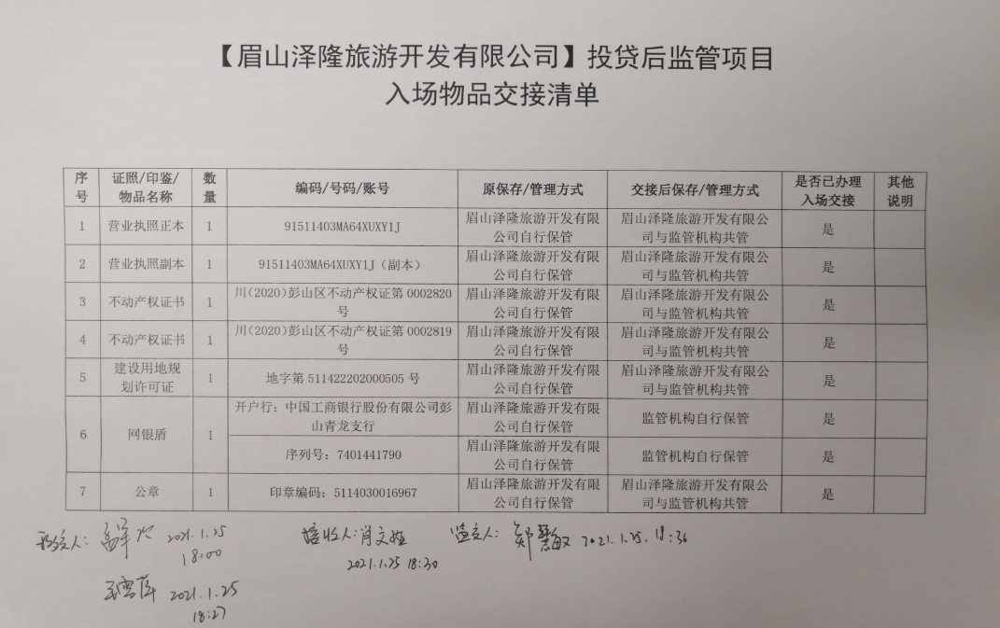 【眉山泽隆旅游开发有限公司】投贷后监管项目
入场物品交接清单
序号 证照/印鉴/物品名称 数量 编码/号码/账号 原保存/管理方式 交接后保存/管理方式 是否已办理入场交接 其他说明
1 营业执照正本 1 91511403MA64XUXY1J 眉山泽隆旅游开发有限公司自行保管 眉山泽隆旅游开发有限公司与监管机构共管 是
2 营业执照副本 1 91511403MA64XUXY1J（副本） 眉山泽隆旅游开发有限公司自行保管 眉山泽隆旅游开发有限公司与监管机构共管 是
3 不动产权证书 1 川（2020）彭山区不动产权证第 0002820 号 眉山泽隆旅游开发有限公司自行保管 眉山泽隆旅游开发有限公司与监管机构共管 是
4 不动产权证书 1 川（2020）彭山区不动产权证第 0002819 号 眉山泽隆旅游开发有限公司自行保管 眉山泽隆旅游开发有限公司与监管机构共管 是
5 建设用地规划许可证 1 地字第 511422202000505 号 眉山泽隆旅游开发有限公司自行保管 眉山泽隆旅游开发有限公司与监管机构共管 是
6 网银盾 1 开户行：中国工商银行股份有限公司彭山青龙支行 眉山泽隆旅游开发有限公司自行保管 监管机构自行保管 是
序列号：7401441790 眉山泽隆旅游开发有限公司自行保管 监管机构自行保管 是
7 公章 1 印章编码：5114030016967 眉山泽隆旅游开发有限公司自行保管 眉山泽隆旅游开发有限公司与监管机构共管 是
移交人： 2021.1.25 接收人：肖文娅 监交人：郑慧敏 2021.1.25. 18:36
18:00 2021.1.25 18:30
2021.1.25
18:27